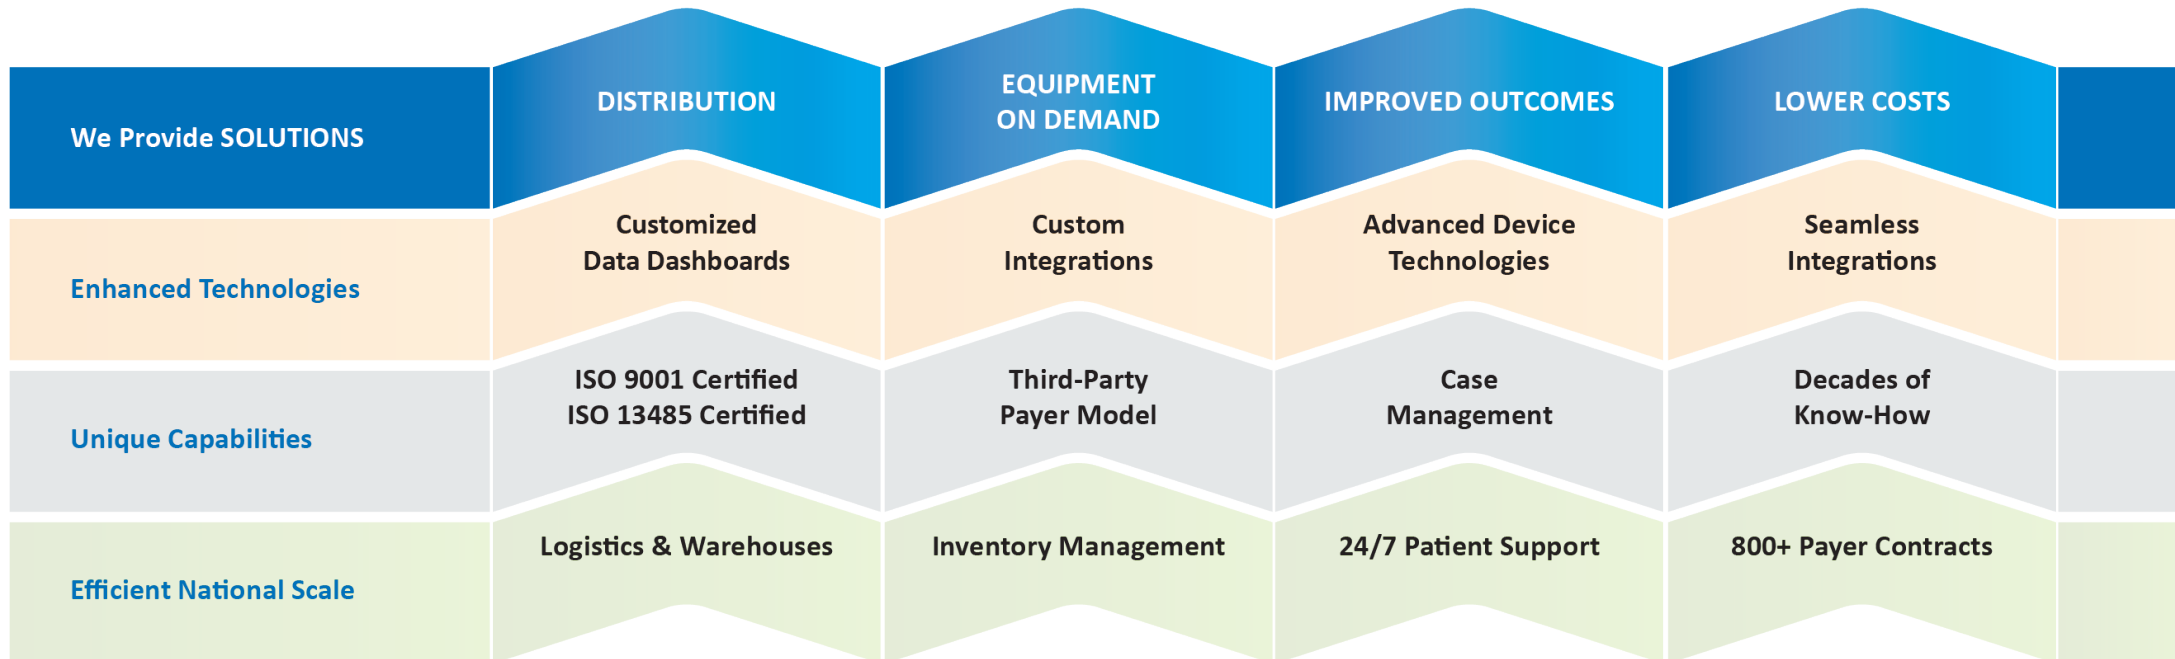 We Provide SOLUTIONS
DISTRIBUTION
EQUIPMENT
ON DEMAND
IMPROVED OUTCOMES
LOWER COSTS
Enhanced Technologies
Customized
Data Dashboards
Custom
Integrations
Advanced Device
Technologies
Seamless
Integrations
Unique Capabilities
ISO 9001 Certified
ISO 13485 Certified
Third-Party
Payer Model
Case
Management
Decades of
Know-How
Efficient National Scale
Logistics & Warehouses
Inventory Management
24/7 Patient Support
800+ Payer Contracts